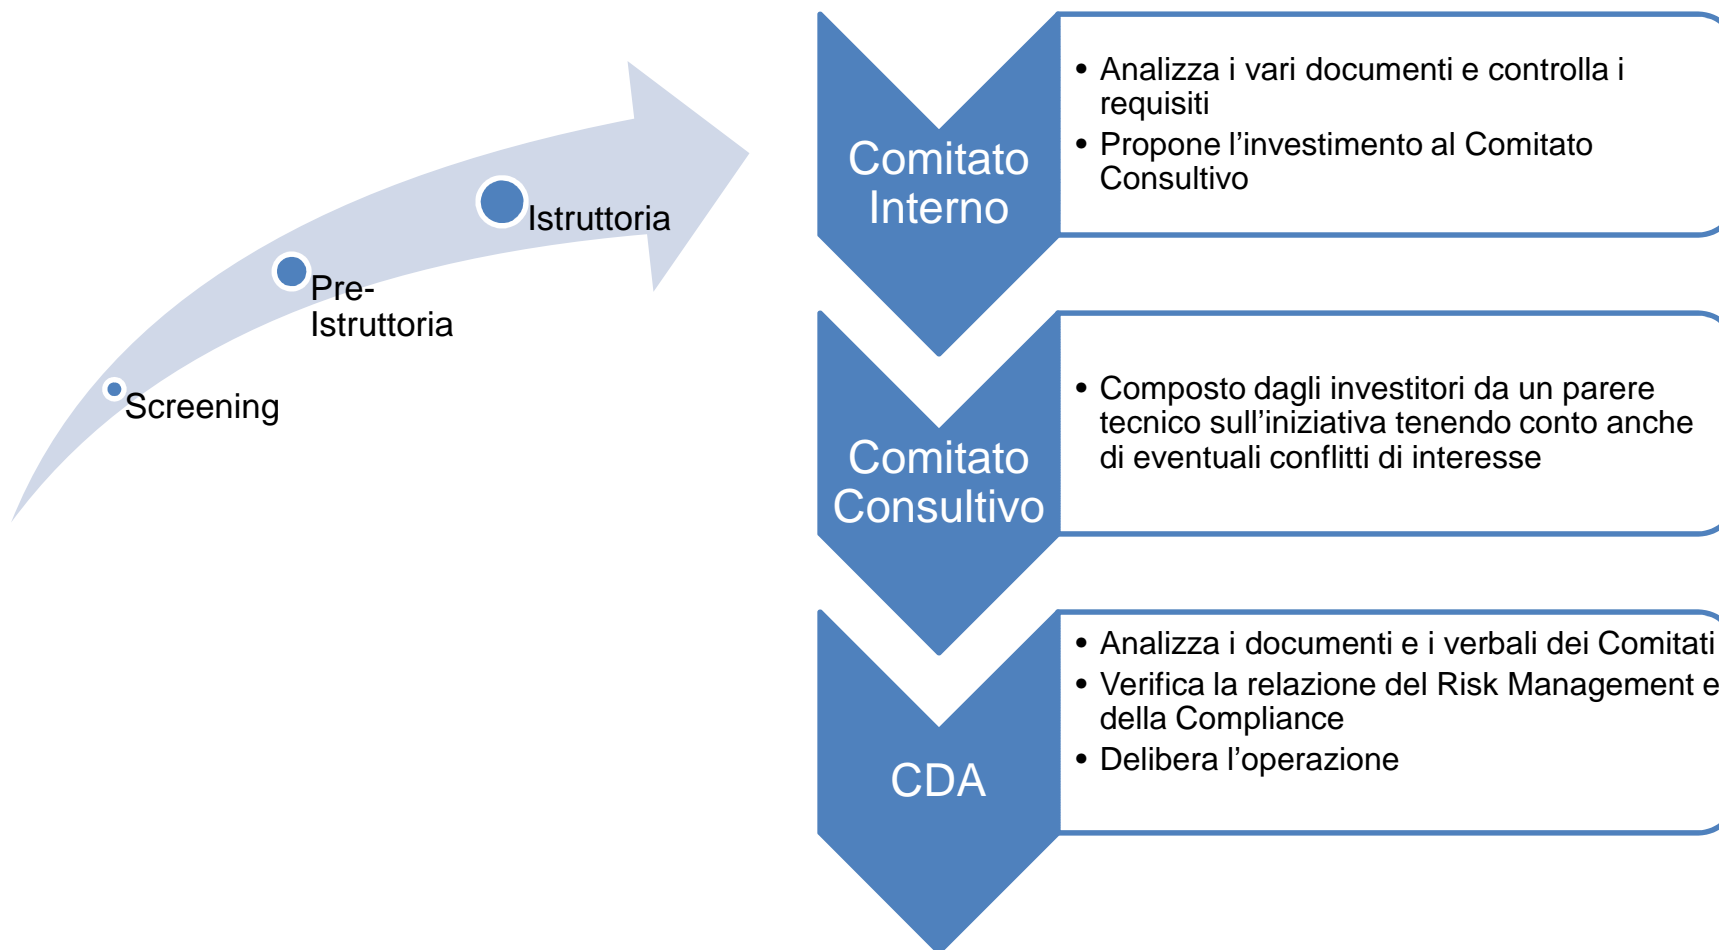 Screening
Pre-
Istruttoria
Istruttoria
Comitato
Interno
• Analizza i vari documenti e controlla i
requisiti
• Propone l’investimento al Comitato
Consultivo
Comitato
Consultivo
• Composto dagli investitori da un parere
tecnico sull’iniziativa tenendo conto anche
di eventuali conflitti di interesse
CDA
• Analizza i documenti e i verbali dei Comitati
• Verifica la relazione del Risk Management e
della Compliance
• Delibera l’operazione